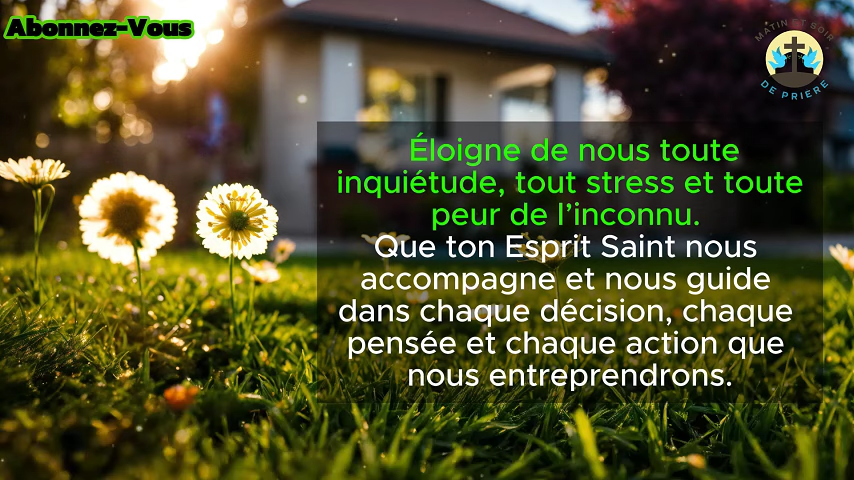 Abonnez-Vous
MATIN ET SOIR
DE PRIERE
Éloigne de nous toute
inquiétude, tout stress et toute
peur de l'inconnu.
Que ton Esprit Saint nous
accompagne et nous guide
dans chaque décision, chaque
pensée et chaque action que
nous entreprendrons.